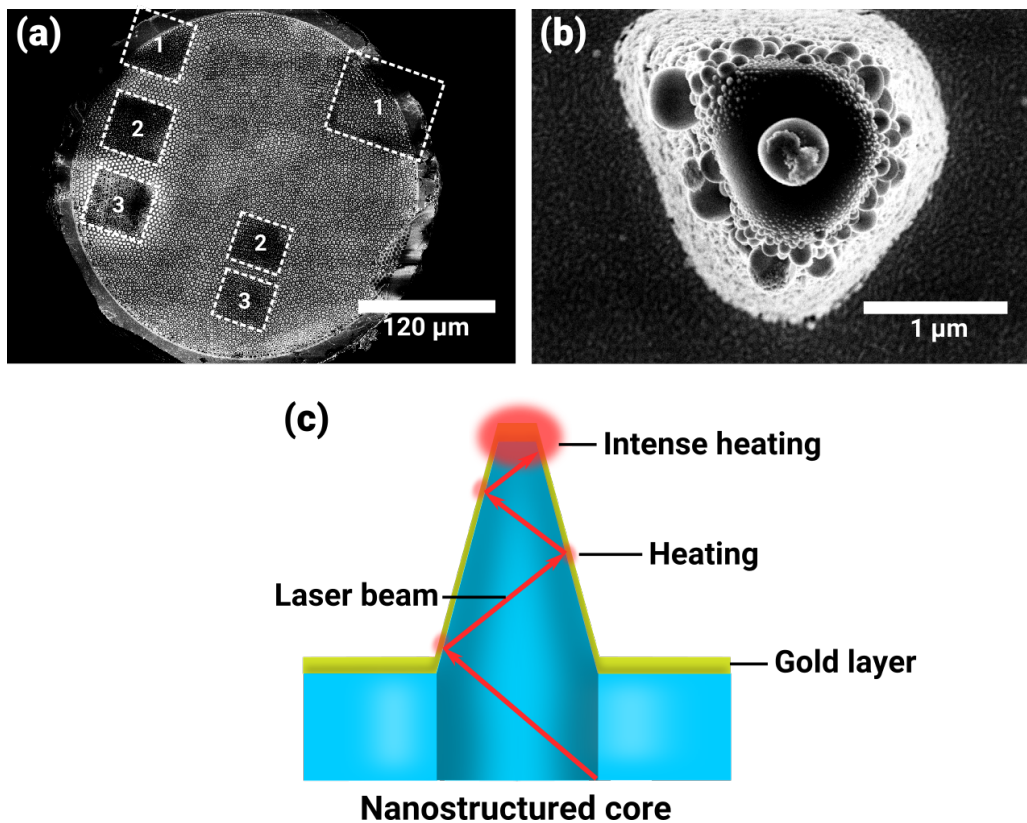 (a)
1
1
2
3
2
3
120 μm
(b)
1 μm
(c)
Intense heating
Heating
Laser beam
Gold layer
Nanostructured core